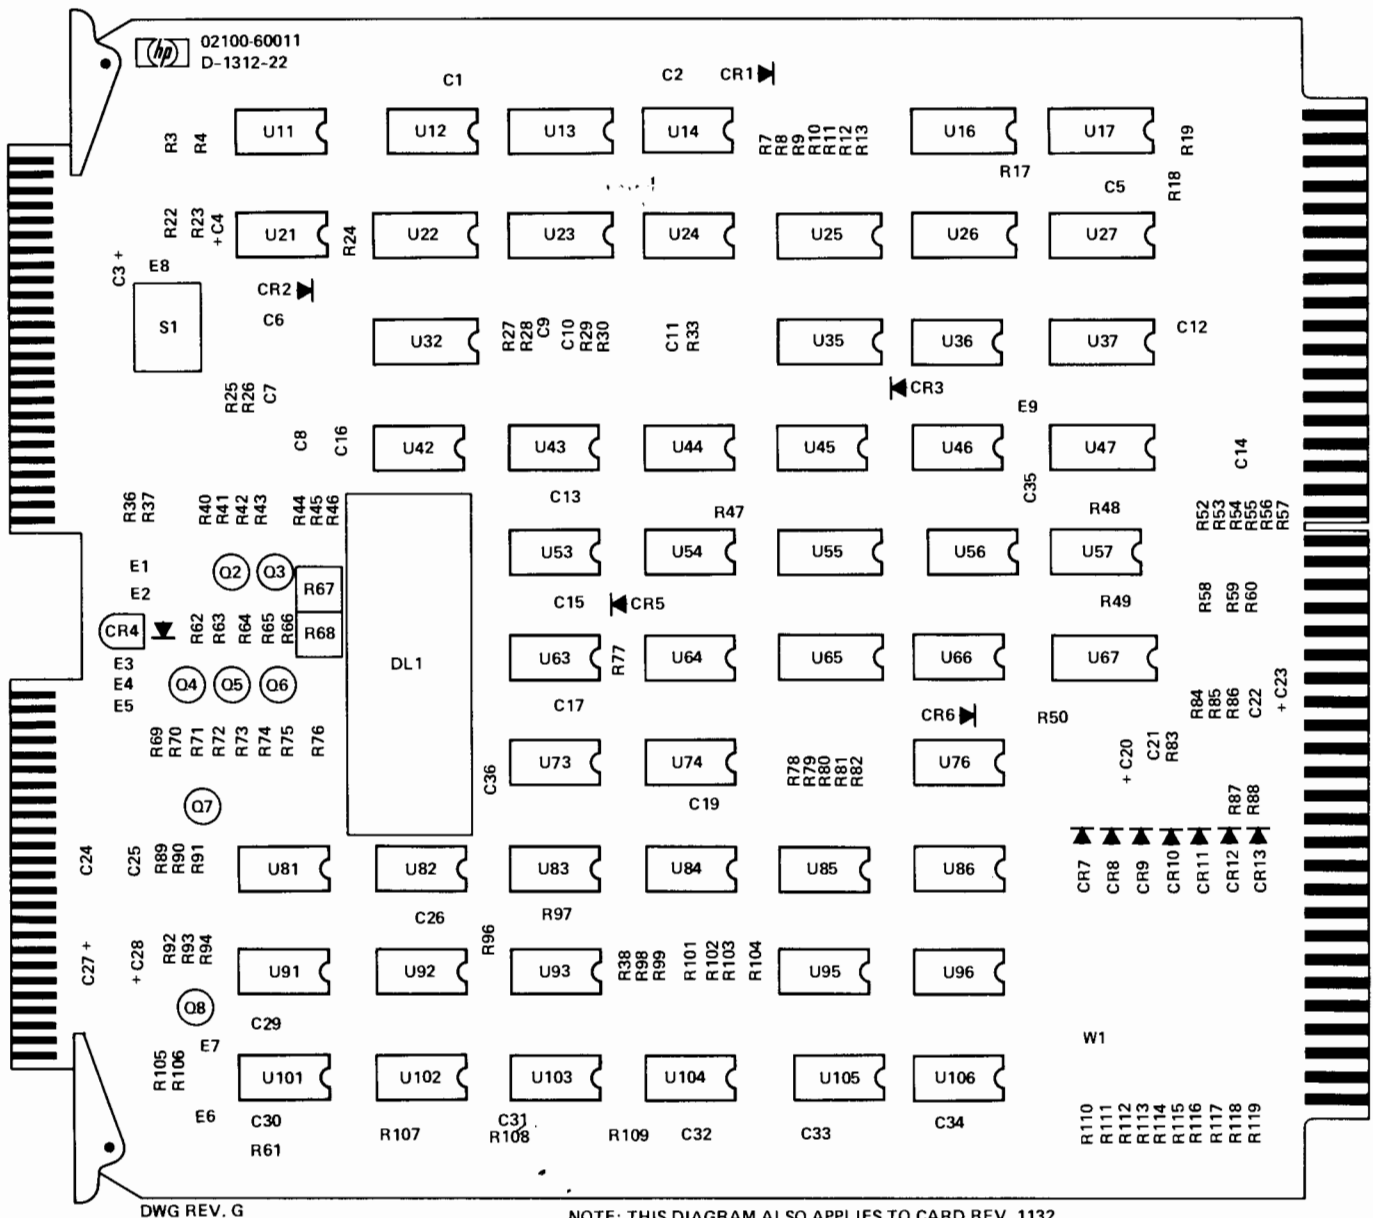 hp 02100-60011
D-1312-22
C1 C2 CR1
R3 R4 U11 U12 U13 U14 R7 R8 R9 R10 R11 R12 R13 U16 U17 R19
R17
C5 R18
R22 R23 +C4 U21 R24 U22 U23 U24 U25 U26 U27
C3 + E8
CR2
C6
S1 U32 R27 R28 C9 C10 R29 R30 C11 R33 U35 U36 U37 C12
R25 R26 C7 CR3
E9
C8 C16 U42 U43 U44 U45 U46 U47 C14
C13 C35
R36 R37 R40 R41 R42 R43 R44 R45 R46 R47 R48 R52 R53 R54 R55 R56 R57
U53 U54 U55 U56 U57
E1 Q2 Q3
E2 R67
C15 CR5 R49 R58 R59 R60
CR4 R62 R63 R64 R65 R66 R68
E3 DL1 U63 R77 U64 U65 U66 U67
E4 Q4 Q5 Q6
E5 C17 CR6 R50 R84 R85 R86 C22 +C23
R69 R70 R71 R72 R73 R74 R75 R76
C36 U73 U74 R78 R79 R80 R81 R82 U76 +C20 C21 R83
Q7 C19 R87 R88
C24 C25 R89 R90 R91 U81 U82 U83 U84 U85 U86 CR7 CR8 CR9 CR10 CR11 CR12 CR13
C26 R97
C27 + +C28 R92 R93 R94 U91 U92 R96 U93 R38 R98 R99 R101 R102 R103 R104 U95 U96
Q8
C29
E7 W1
R105 R106 U101 U102 U103 U104 U105 U106
E6 C30 C31 C34
R61 R107 R108 R109 C32 C33 R110 R111 R112 R113 R114 R115 R116 R117 R118 R119
DWG REV. G NOTE: THIS DIAGRAM ALSO APPLIES TO CARD REV. 1132